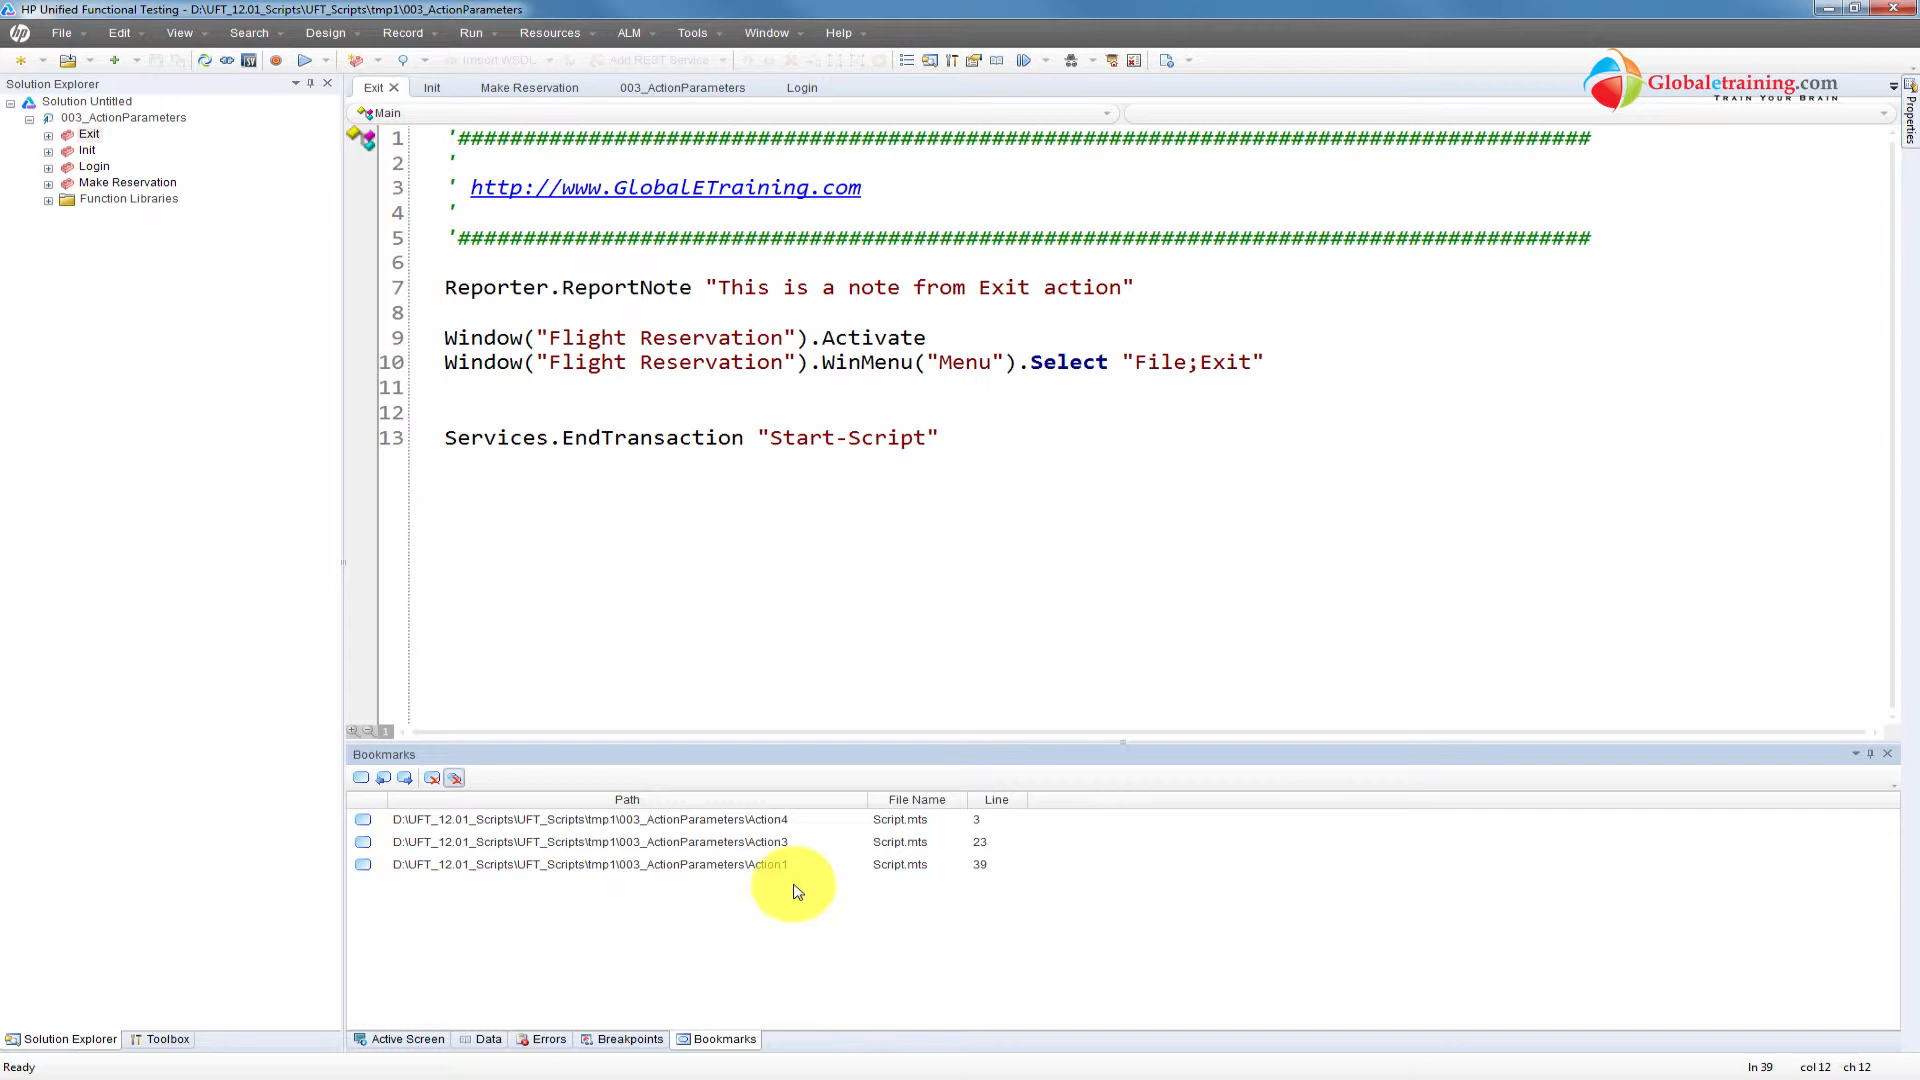 HP Unified Functional Testing - D:\UFT_12.01_Scripts\UFT_Scripts\tmp1\003_ActionParameters
File Edit View Search Design Record Run Resources ALM Tools Window Help
Import WSDL Add REST Service
Globaletraining.com
TRAIN YOUR BRAIN
Solution Explorer
Solution Untitled
003_ActionParameters
Exit
Init
Login
Make Reservation
Function Libraries
Exit Init Make Reservation 003_ActionParameters Login
Main
Properties
1 '#######################################################################################
2 '
3 ' http://www.GlobalETraining.com
4 '
5 '#######################################################################################
6
7 Reporter.ReportNote "This is a note from Exit action"
8
9 Window("Flight Reservation").Activate
10 Window("Flight Reservation").WinMenu("Menu").Select "File;Exit"
11
12
13 Services.EndTransaction "Start-Script"
1
Bookmarks
Path File Name Line
D:\UFT_12.01_Scripts\UFT_Scripts\tmp1\003_ActionParameters\Action4 Script.mts 3
D:\UFT_12.01_Scripts\UFT_Scripts\tmp1\003_ActionParameters\Action3 Script.mts 23
D:\UFT_12.01_Scripts\UFT_Scripts\tmp1\003_ActionParameters\Action1 Script.mts 39
Solution Explorer Toolbox
Active Screen Data Errors Breakpoints Bookmarks
Ready
ln 39 col 12 ch 12